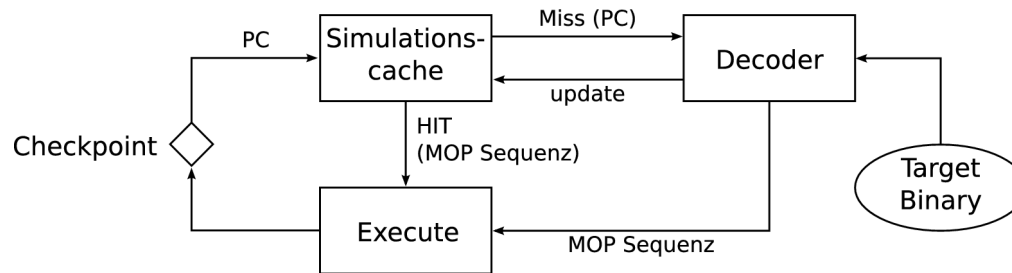 PC
Simulations-
cache
Miss (PC)
Decoder
update
HIT
(MOP Sequenz)
Checkpoint
Target
Binary
Execute
MOP Sequenz